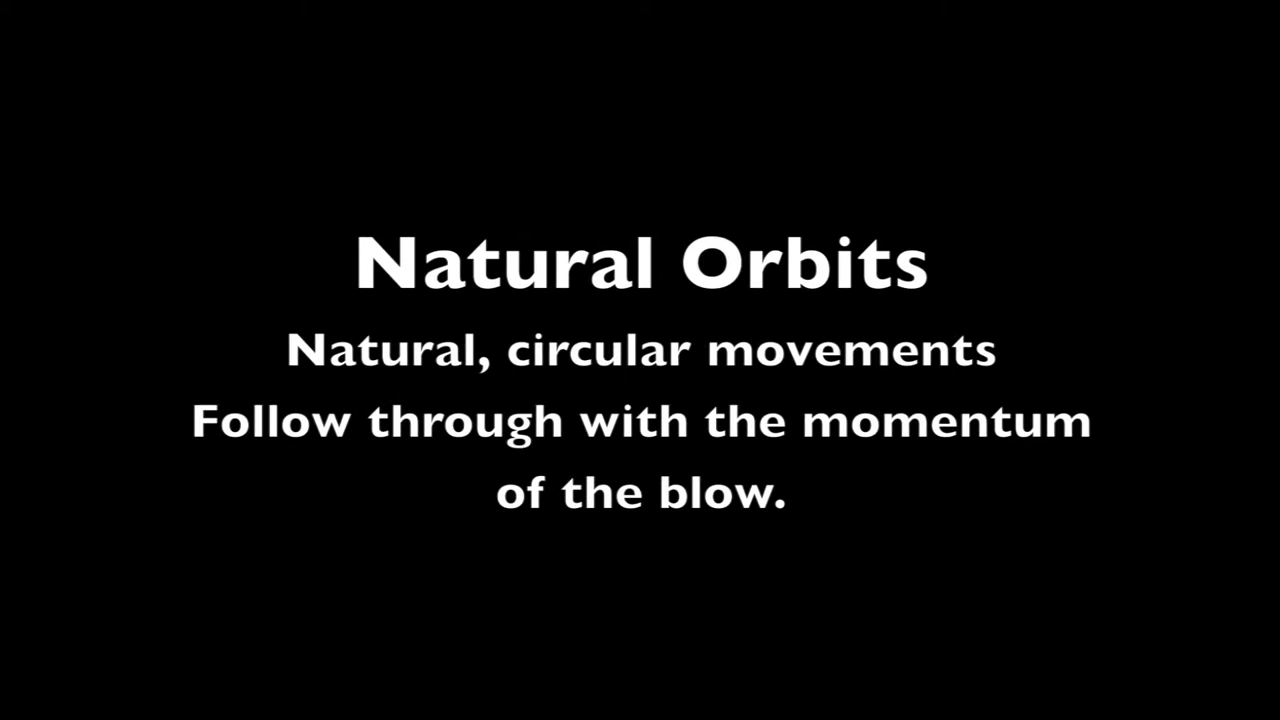 Natural Orbits
Natural, circular movements
Follow through with the momentum
of the blow.